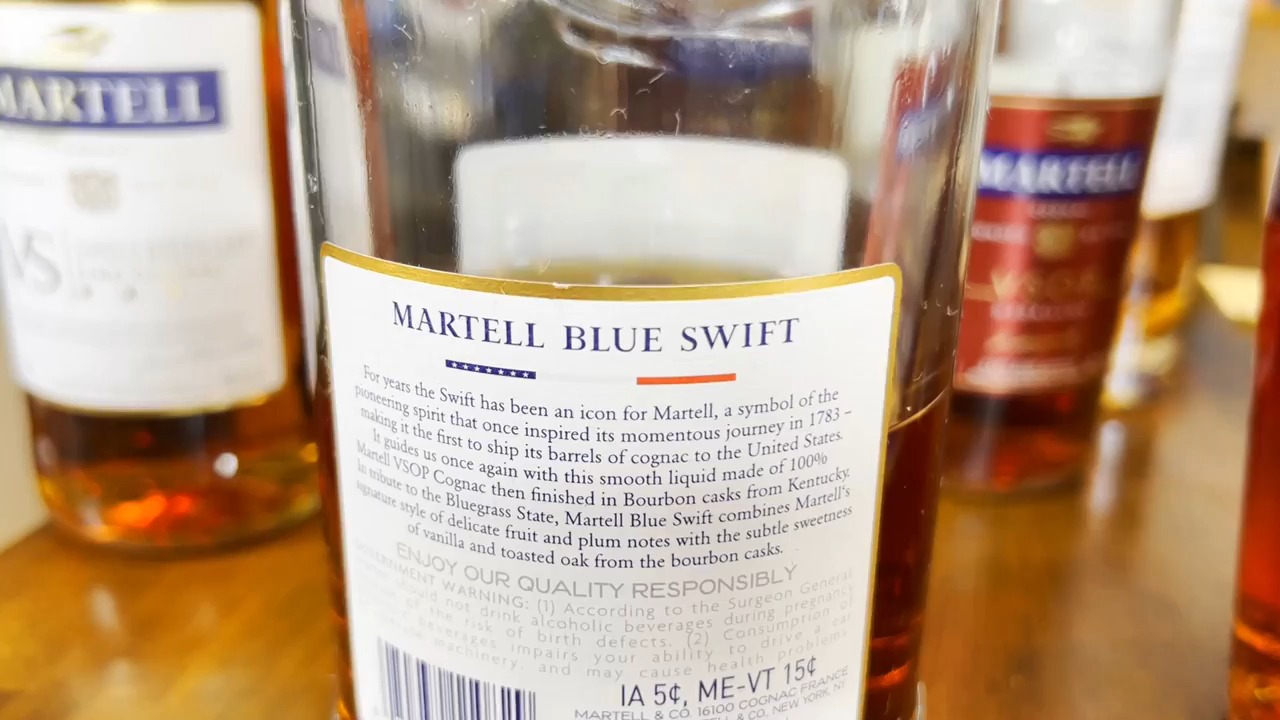 MARTELL
VS
MARTELL
VSOP
MARTELL BLUE SWIFT
For years the Swift has been an icon for Martell, a symbol of the
pioneering spirit that once inspired its momentous journey in 1783 –
making it the first to ship its barrels of cognac to the United States.
It guides us once again with this smooth liquid made of 100%
Martell VSOP Cognac then finished in Bourbon casks from Kentucky.
In tribute to the Bluegrass State, Martell Blue Swift combines Martell's
signature style of delicate fruit and plum notes with the subtle sweetness
of vanilla and toasted oak from the bourbon casks.
ENJOY OUR QUALITY RESPONSIBLY
GOVERNMENT WARNING: (1) According to the Surgeon General
should not drink alcoholic beverages during pregnancy
of the risk of birth defects. (2) Consumption of
beverages impairs your ability to drive a car
machinery, and may cause health problems
IA 5¢, ME-VT 15¢
MARTELL & CO. 16100 COGNAC FRANCE
& CO., NEW YORK, NY